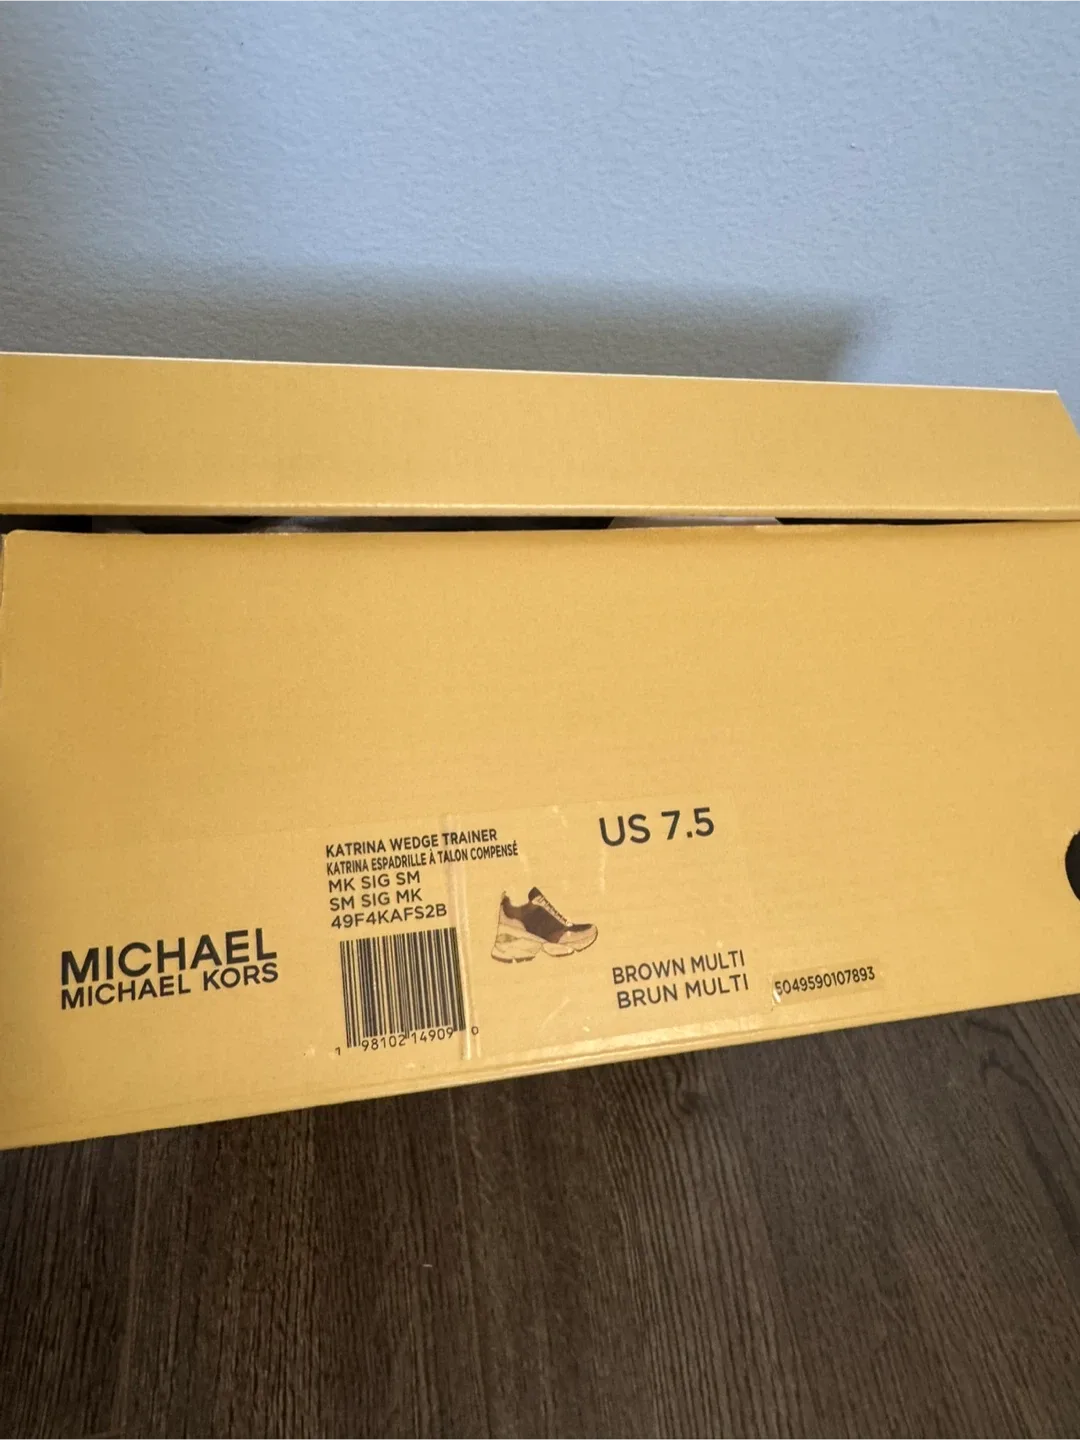 MICHAEL
MICHAEL KORS
KATRINA WEDGE TRAINER
KATRINA ESPADRILLE À TALON COMPENSÉ
MK SIG SM
SM SIG MK
49F4KAFS2B
1 98102 14909 0
US 7.5
BROWN MULTI
BRUN MULTI
5049590107893